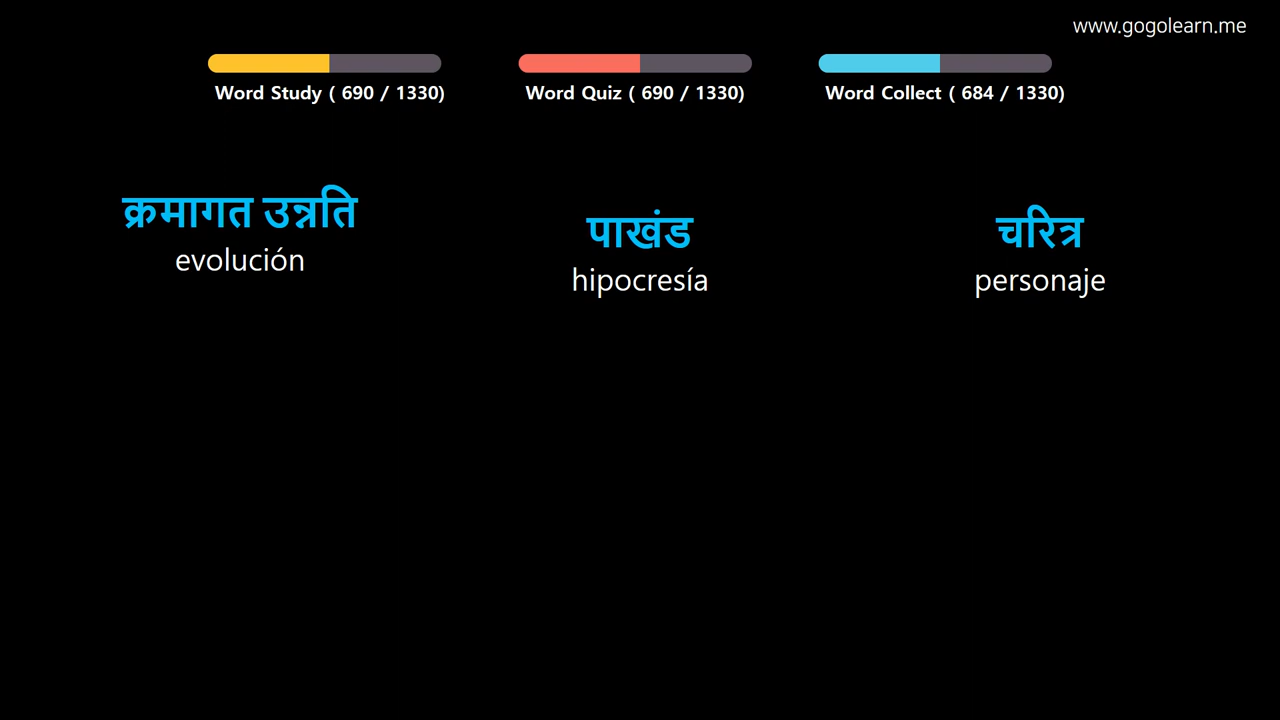 www.gogolearn.me
Word Study ( 690 / 1330)
Word Quiz ( 690 / 1330)
Word Collect ( 684 / 1330)
क्रमागत उन्नति
evolución
पाखंड
hipocresía
चरित्र
personaje